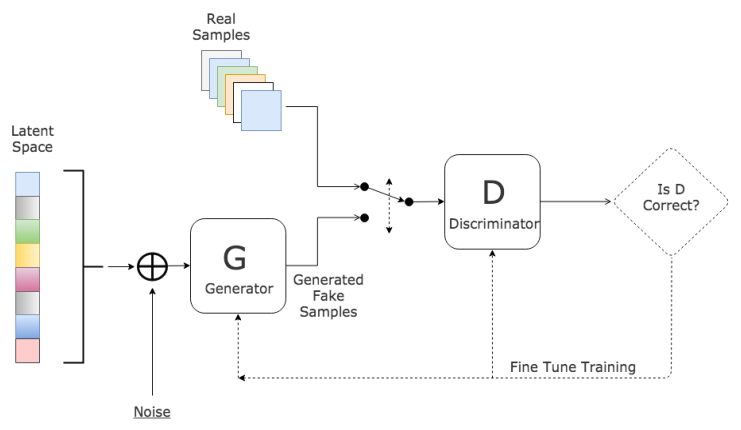 Real
Samples
Latent
Space
G
Generator
Generated
Fake
Samples
D
Discriminator
Is D
Correct?
Fine Tune Training
Noise